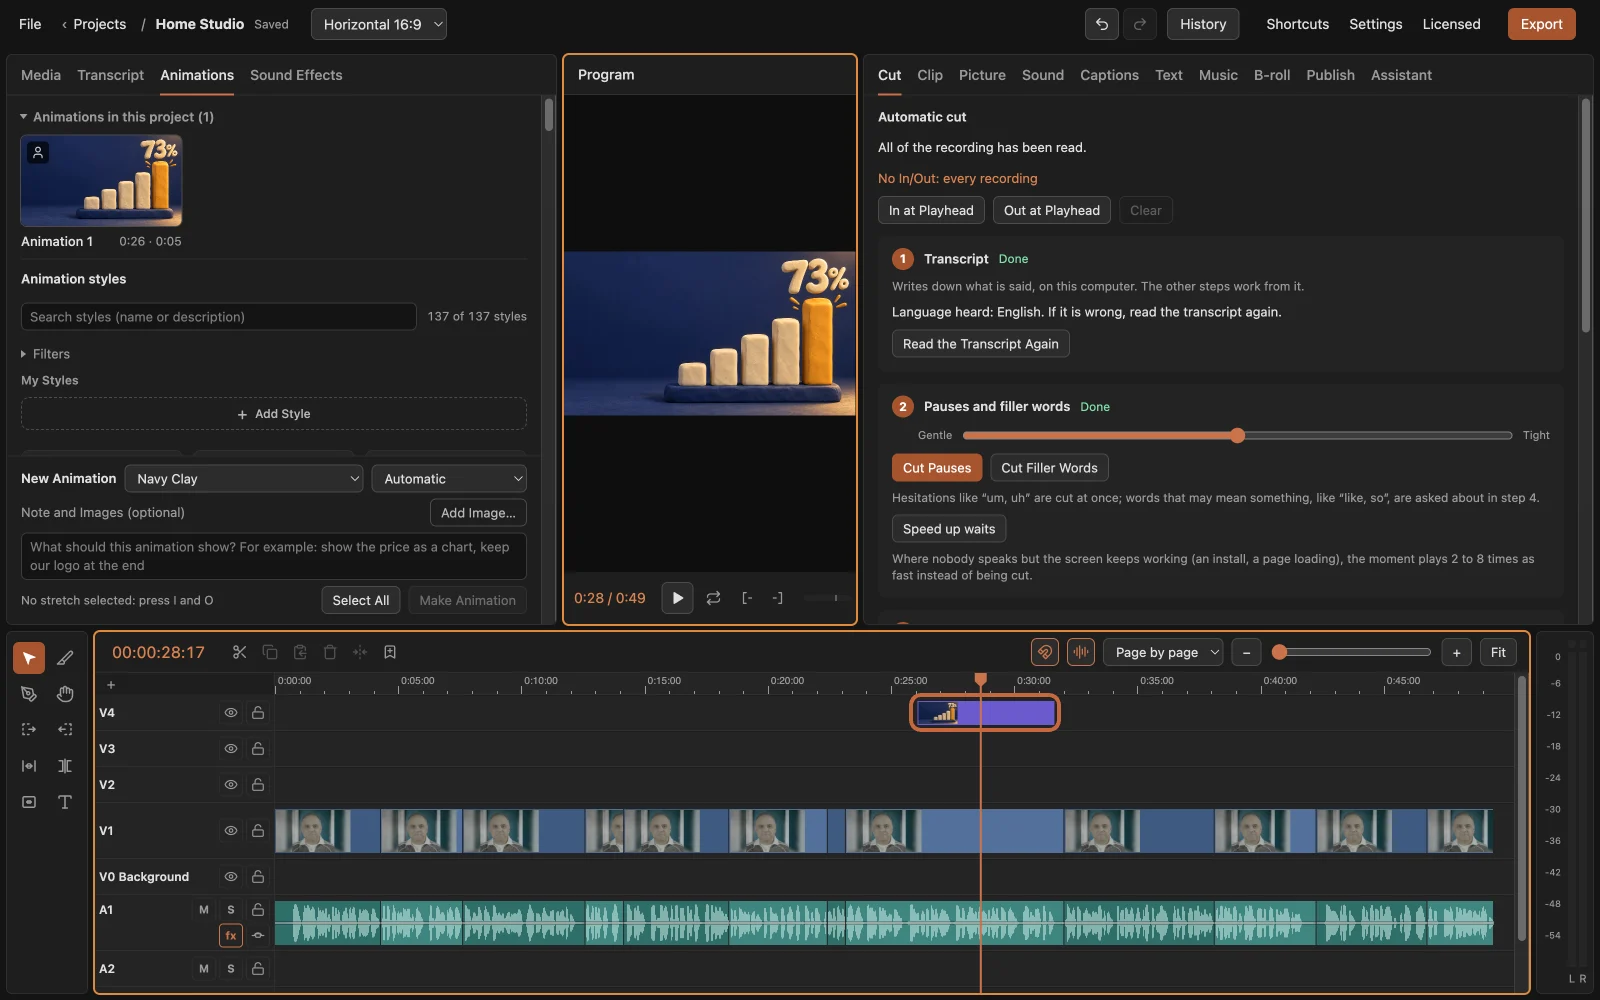 File
‹ Projects / Home Studio Saved
Horizontal 16:9
History
Shortcuts
Settings
Licensed
Export
Media
Transcript
Animations
Sound Effects
Animations in this project (1)
73%
Animation 1 0:26 · 0:05
Animation styles
Search styles (name or description)
137 of 137 styles
Filters
My Styles
+ Add Style
New Animation
Navy Clay
Automatic
Note and Images (optional)
Add Image...
What should this animation show? For example: show the price as a chart, keep
our logo at the end
No stretch selected: press I and O
Select All
Make Animation
Program
73%
0:28 / 0:49
Cut
Clip
Picture
Sound
Captions
Text
Music
B-roll
Publish
Assistant
Automatic cut
All of the recording has been read.
No In/Out: every recording
In at Playhead
Out at Playhead
Clear
1 Transcript Done
Writes down what is said, on this computer. The other steps work from it.
Language heard: English. If it is wrong, read the transcript again.
Read the Transcript Again
2 Pauses and filler words Done
Gentle
Tight
Cut Pauses
Cut Filler Words
Hesitations like “um, uh” are cut at once; words that may mean something, like “like, so”, are asked about in step 4.
Speed up waits
Where nobody speaks but the screen keeps working (an install, a page loading), the moment plays 2 to 8 times as
fast instead of being cut.
00:00:28:17
Page by page
Fit
0:00:00
0:05:00
0:10:00
0:15:00
0:20:00
0:25:00
0:30:00
0:35:00
0:40:00
0:45:00
V4
V3
V2
V1
V0 Background
A1 M S
fx
A2 M S
0
-6
-12
-18
-24
-30
-36
-42
-48
-54
L R